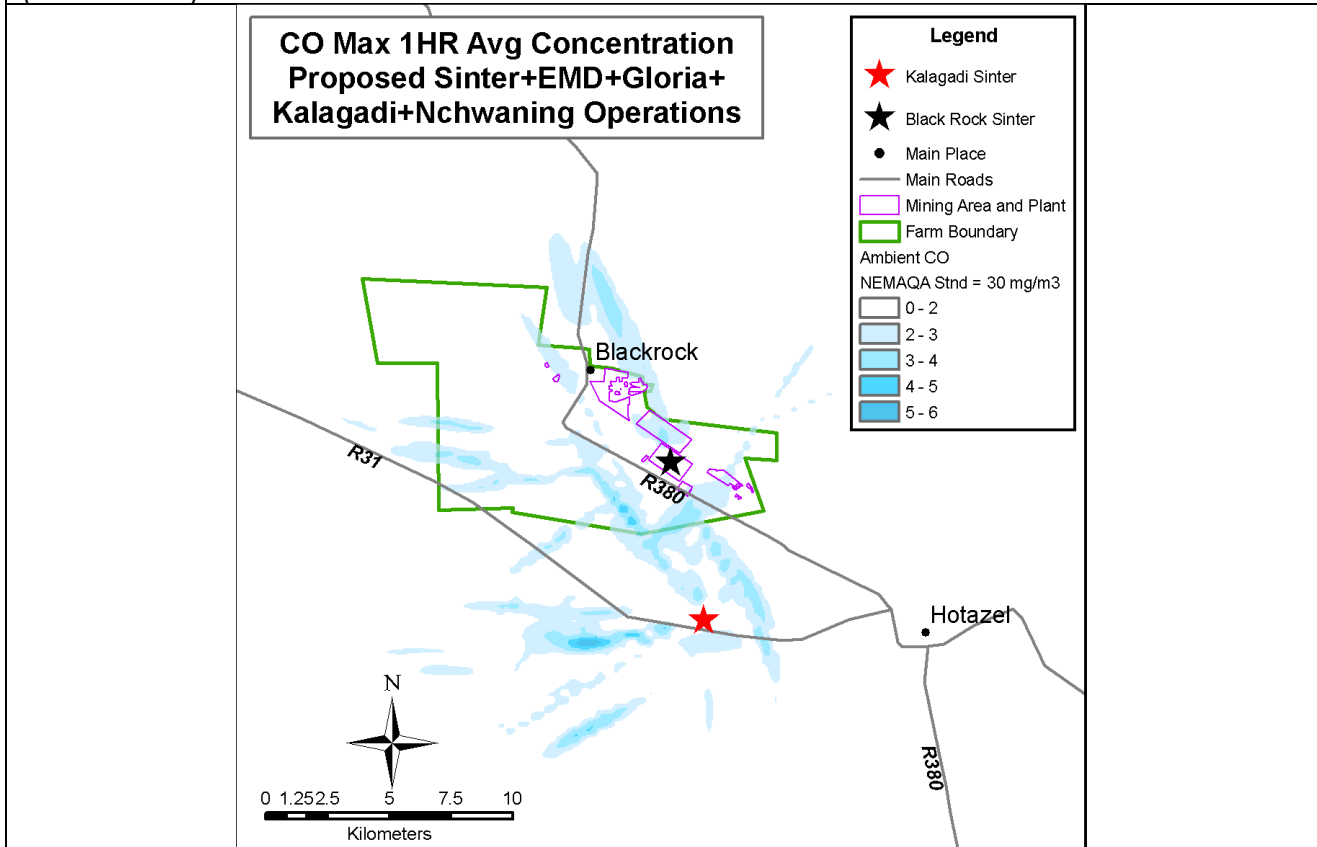 CO Max 1HR Avg Concentration
Proposed Sinter+EMD+Gloria+
Kalagadi+Nchwaning Operations
Legend
Kalagadi Sinter
Black Rock Sinter
Main Place
Main Roads
Mining Area and Plant
Farm Boundary
Ambient CO
NEMAQA Stnd = 30 mg/m3
0 - 2
2 - 3
3 - 4
4 - 5
5 - 6
Blackrock
R31
R380
Hotazel
R380
N
0 1.25 2.5 5 7.5 10
Kilometers